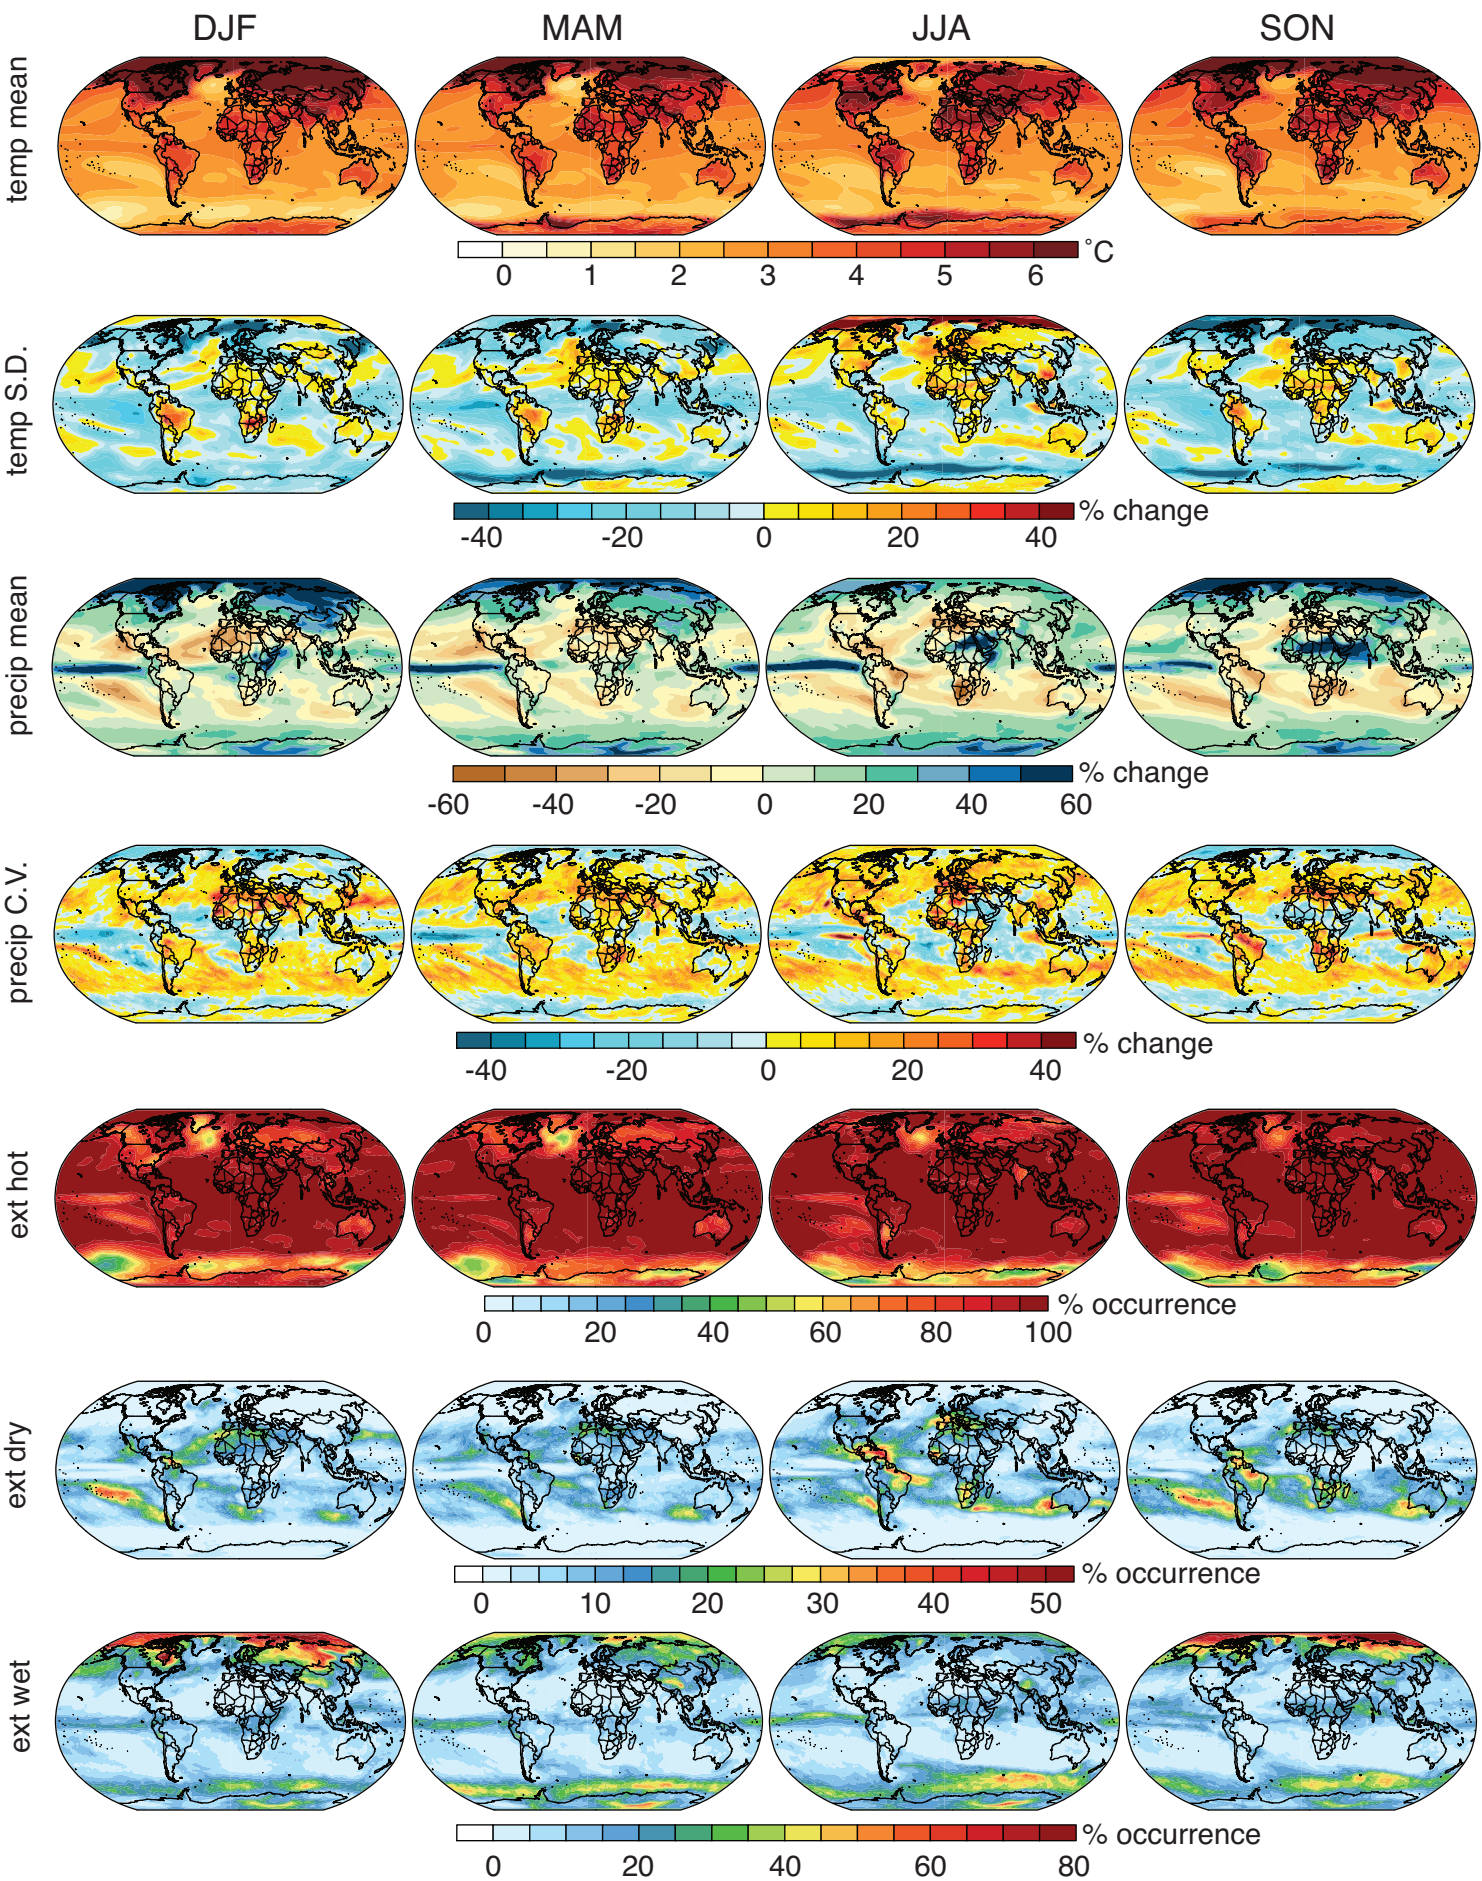 DJF MAM JJA SON
temp mean
0 1 2 3 4 5 6 °C
temp S.D.
-40 -20 0 20 40 % change
precip mean
-60 -40 -20 0 20 40 60 % change
precip C.V.
-40 -20 0 20 40 % change
ext hot
0 20 40 60 80 100 % occurrence
ext dry
0 10 20 30 40 50 % occurrence
ext wet
0 20 40 60 80 % occurrence